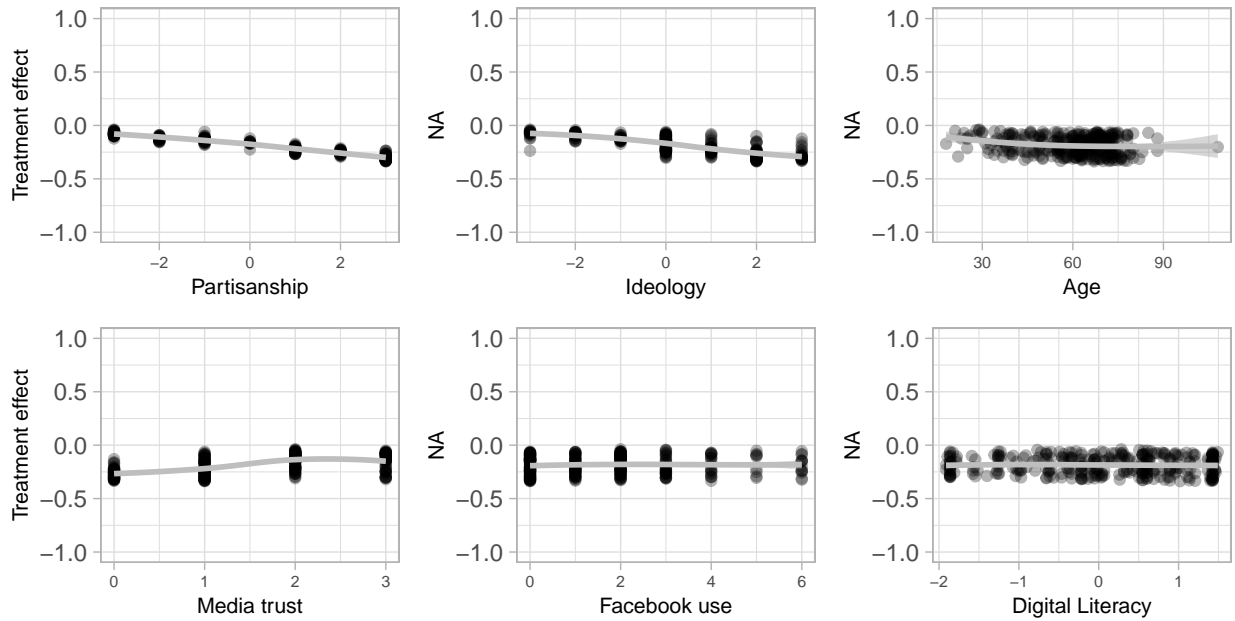 1.0
0.5
0.0
−0.5
−1.0
Treatment effect
−2 0 2
Partisanship
1.0
0.5
0.0
−0.5
−1.0
NA
−2 0 2
Ideology
1.0
0.5
0.0
−0.5
−1.0
NA
30 60 90
Age
1.0
0.5
0.0
−0.5
−1.0
Treatment effect
0 1 2 3
Media trust
1.0
0.5
0.0
−0.5
−1.0
NA
0 2 4 6
Facebook use
1.0
0.5
0.0
−0.5
−1.0
NA
−2 −1 0 1
Digital Literacy